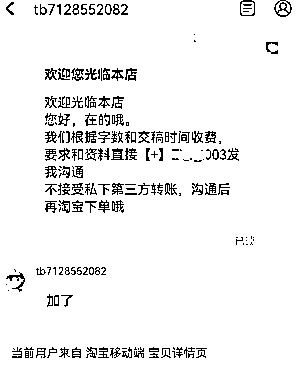 tb7128552082
欢迎您光临本店
欢迎光临本店
您好，在的哦。
我们根据字数和交稿时间收费，
要求和资料直接【+】 003发
我沟通
不接受私下第三方转账，沟通后
再淘宝下单哦
tb7128552082
加了
当前用户来自 淘宝移动端 宝贝详情页